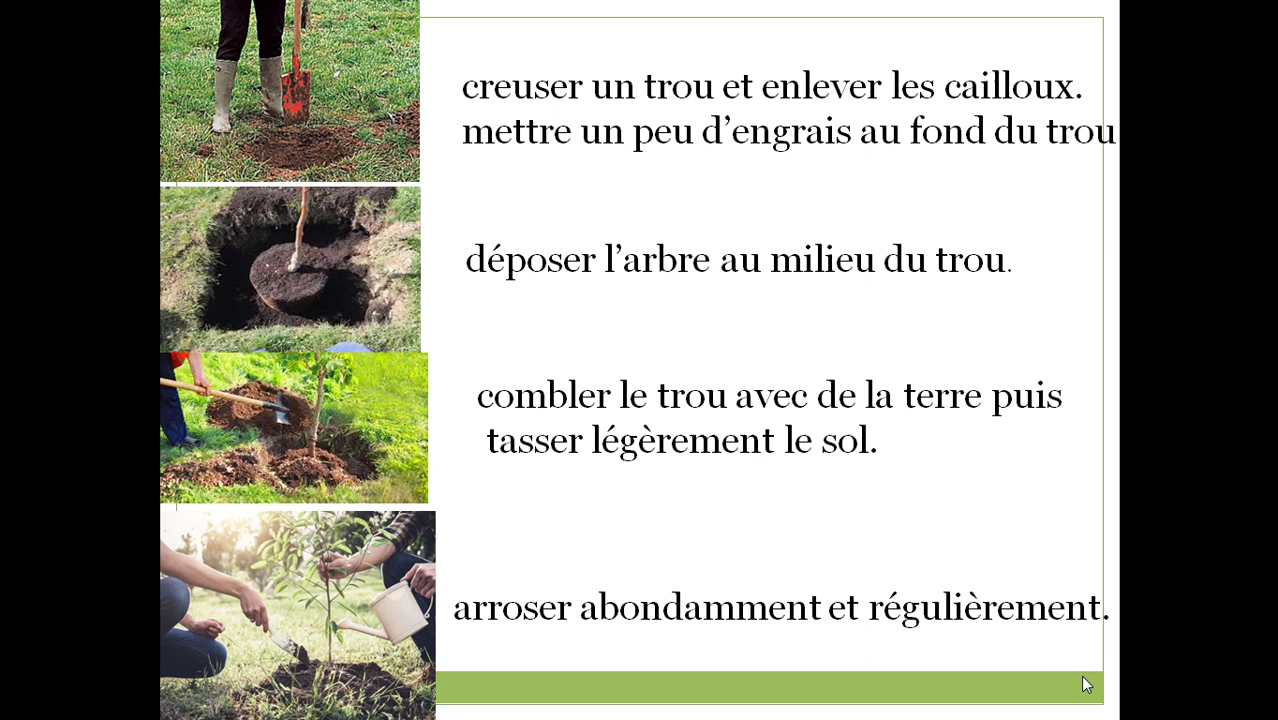 creuser un trou et enlever les cailloux.
mettre un peu d’engrais au fond du trou
déposer l’arbre au milieu du trou.
combler le trou avec de la terre puis
tasser légèrement le sol.
arroser abondamment et régulièrement.